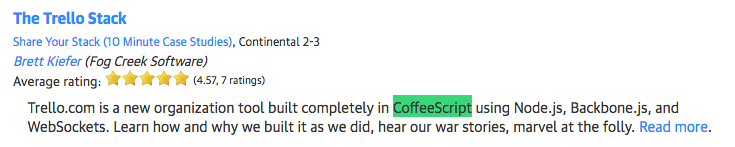 The Trello Stack
Share Your Stack (10 Minute Case Studies), Continental 2-3
Brett Kiefer (Fog Creek Software)
Average rating: (4.57, 7 ratings)
Trello.com is a new organization tool built completely in CoffeeScript using Node.js, Backbone.js, and
WebSockets. Learn how and why we built it as we did, hear our war stories, marvel at the folly. Read more.